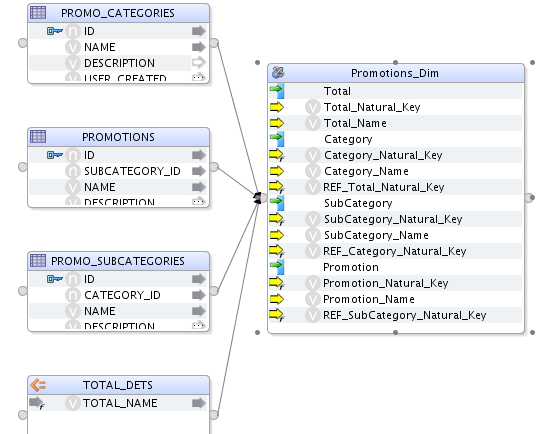 PROMO_CATEGORIES
ID
NAME
DESCRIPTION
USER_CREATED
PROMOTIONS
ID
SUBCATEGORY_ID
NAME
DESCRIPTION
PROMO_SUBCATEGORIES
ID
CATEGORY_ID
NAME
DESCRIPTION
TOTAL_DETS
TOTAL_NAME
Promotions_Dim
Total
Total_Natural_Key
Total_Name
Category
Category_Natural_Key
Category_Name
REF_Total_Natural_Key
SubCategory
SubCategory_Natural_Key
SubCategory_Name
REF_Category_Natural_Key
Promotion
Promotion_Natural_Key
Promotion_Name
REF_SubCategory_Natural_Key